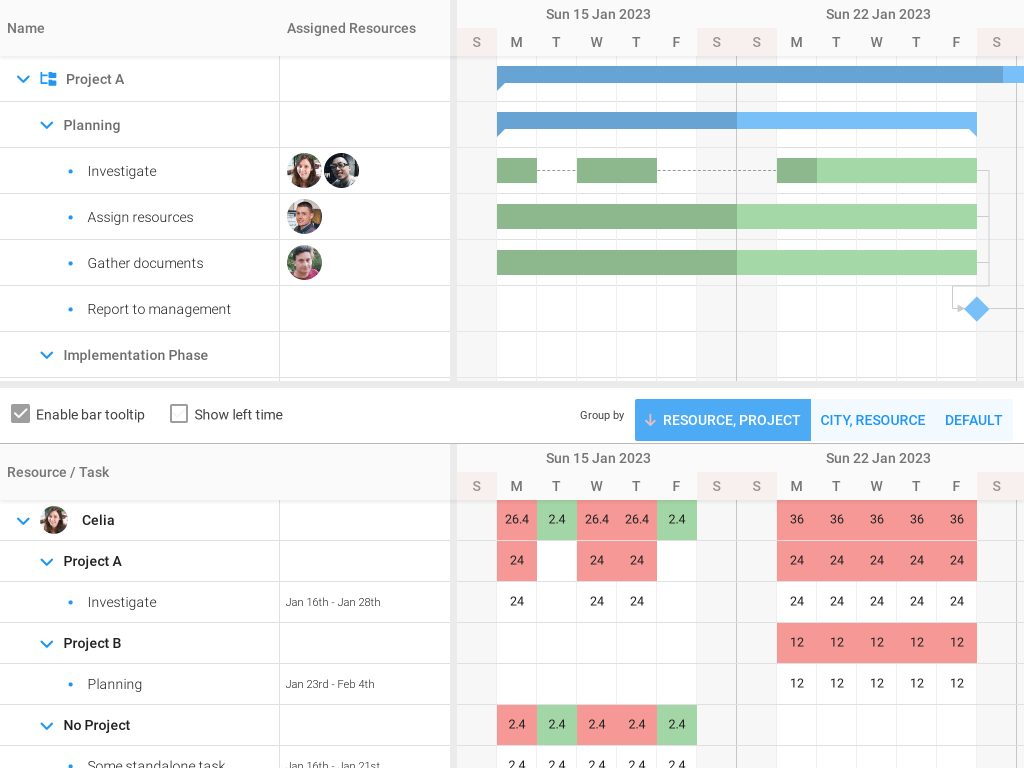 Name Assigned Resources Sun 15 Jan 2023 Sun 22 Jan 2023
S M T W T F S S M T W T F S
Project A
Planning
Investigate
Assign resources
Gather documents
Report to management
Implementation Phase
Enable bar tooltip Show left time Group by RESOURCE, PROJECT CITY, RESOURCE DEFAULT
Resource / Task Sun 15 Jan 2023 Sun 22 Jan 2023
S M T W T F S S M T W T F S
Celia 26.4 2.4 26.4 26.4 2.4 36 36 36 36 36
Project A 24 24 24 24 24 24 24 24
Investigate Jan 16th - Jan 28th 24 24 24 24 24 24 24 24
Project B 12 12 12 12 12
Planning Jan 23rd - Feb 4th 12 12 12 12 12
No Project 2.4 2.4 2.4 2.4 2.4
Some standalone task Jan 16th - Jan 21st 2.4 2.4 2.4 2.4 2.4